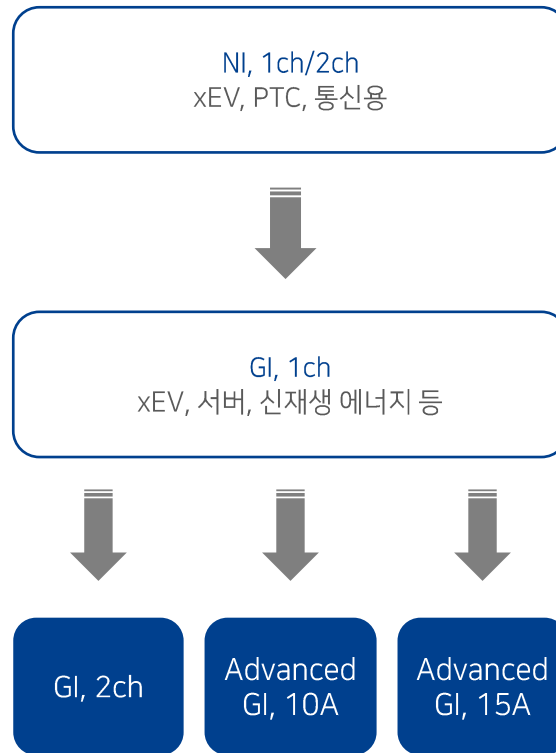 NI, 1ch/2ch
xEV, PTC, 통신용
GI, 1ch
xEV, 서버, 신재생 에너지 등
GI, 2ch
Advanced
GI, 10A
Advanced
GI, 15A